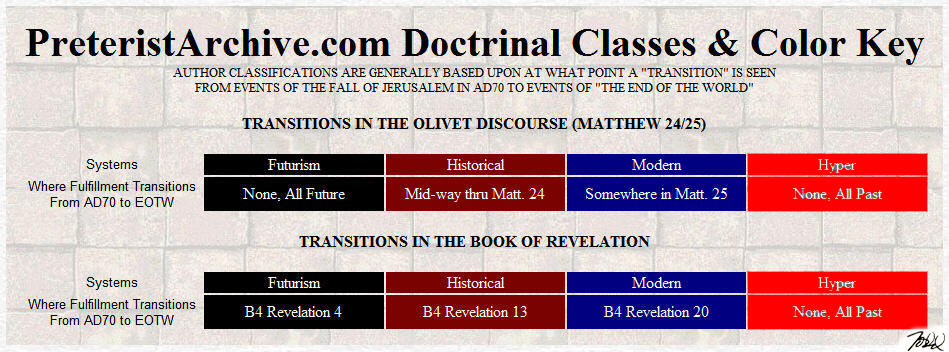 PreteristArchive.com Doctrinal Classes & Color Key
AUTHOR CLASSIFICATIONS ARE GENERALLY BASED UPON AT WHAT POINT A "TRANSITION" IS SEEN
FROM EVENTS OF THE FALL OF JERUSALEM IN AD70 TO EVENTS OF "THE END OF THE WORLD"
TRANSITIONS IN THE OLIVET DISCOURSE (MATTHEW 24/25)
Systems Futurism Historical Modern Hyper
Where Fulfillment Transitions
From AD70 to EOTW None, All Future Mid-way thru Matt. 24 Somewhere in Matt. 25 None, All Past
TRANSITIONS IN THE BOOK OF REVELATION
Systems Futurism Historical Modern Hyper
Where Fulfillment Transitions
From AD70 to EOTW B4 Revelation 4 B4 Revelation 13 B4 Revelation 20 None, All Past